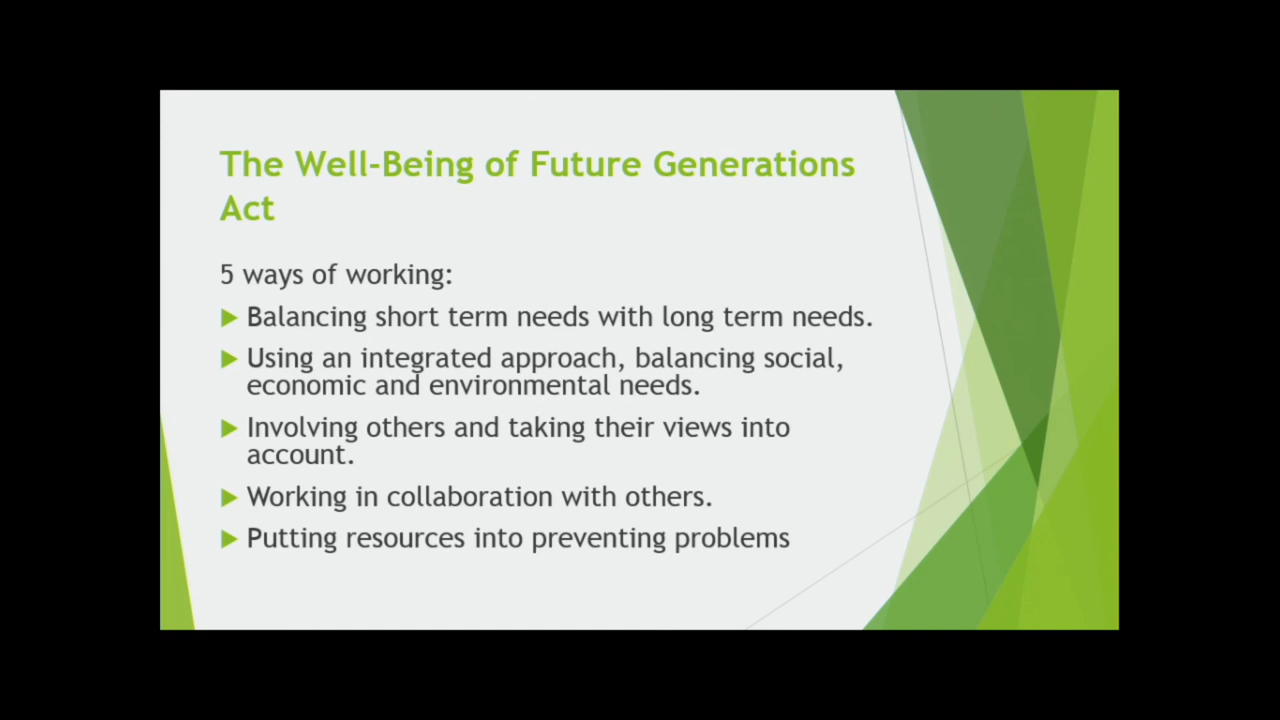 The Well-Being of Future Generations
Act
5 ways of working:
Balancing short term needs with long term needs.
Using an integrated approach, balancing social,
economic and environmental needs.
Involving others and taking their views into
account.
Working in collaboration with others.
Putting resources into preventing problems